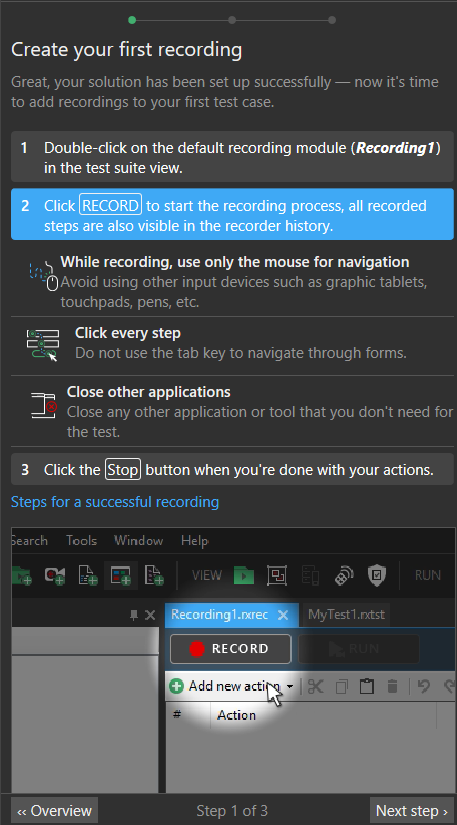 Create your first recording
Great, your solution has been set up successfully — now it's time
to add recordings to your first test case.
1 Double-click on the default recording module (Recording1)
in the test suite view.
2 Click RECORD to start the recording process, all recorded
steps are also visible in the recorder history.
While recording, use only the mouse for navigation
Avoid using other input devices such as graphic tablets,
touchpads, pens, etc.
Click every step
Do not use the tab key to navigate through forms.
Close other applications
Close any other application or tool that you don't need for
the test.
3 Click the Stop button when you're done with your actions.
Steps for a successful recording
Search Tools Window Help
VIEW RUN
Recording1.rxrec MyTest1.rxtst
RECORD RUN
Add new action
# Action
‹‹ Overview Step 1 of 3 Next step ›